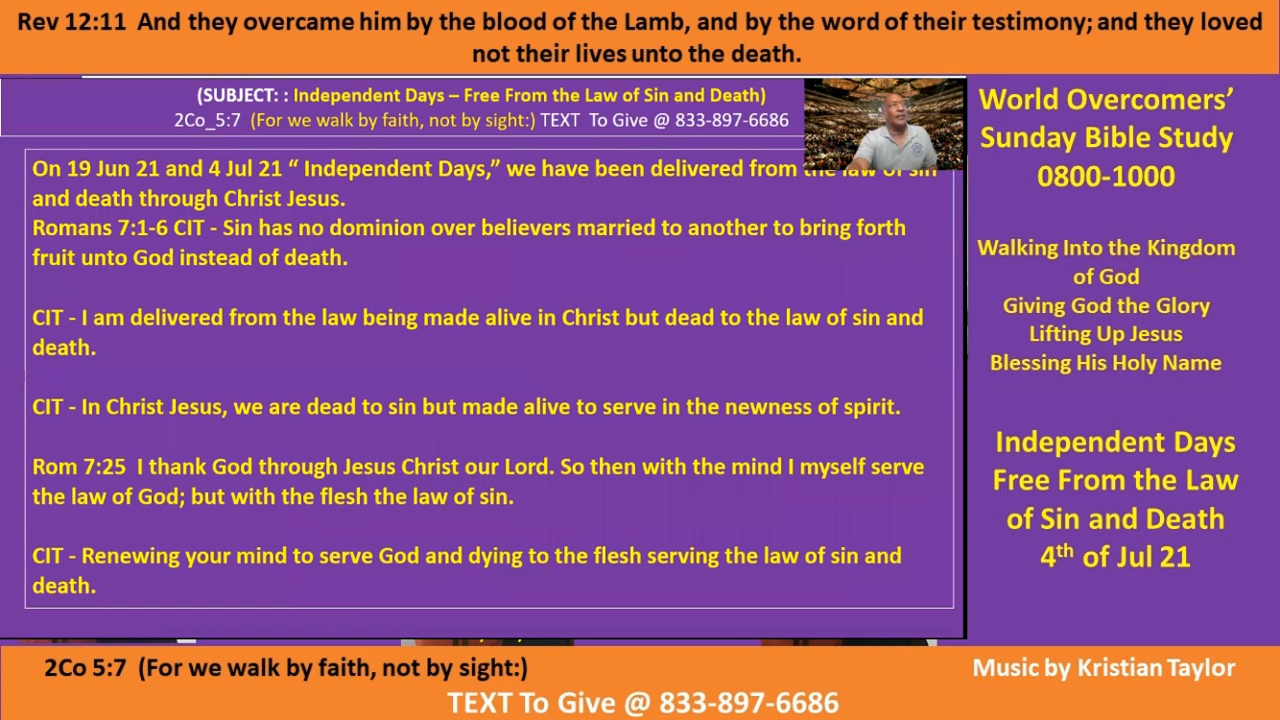 Rev 12:11 And they overcame him by the blood of the Lamb, and by the word of their testimony; and they loved
not their lives unto the death.
(SUBJECT: : Independent Days – Free From the Law of Sin and Death)
2Co_5:7 (For we walk by faith, not by sight:) TEXT To Give @ 833-897-6686
On 19 Jun 21 and 4 Jul 21 “ Independent Days,” we have been delivered from the law of sin
and death through Christ Jesus.
Romans 7:1-6 CIT - Sin has no dominion over believers married to another to bring forth
fruit unto God instead of death.
CIT - I am delivered from the law being made alive in Christ but dead to the law of sin and
death.
CIT - In Christ Jesus, we are dead to sin but made alive to serve in the newness of spirit.
Rom 7:25 I thank God through Jesus Christ our Lord. So then with the mind I myself serve
the law of God; but with the flesh the law of sin.
CIT - Renewing your mind to serve God and dying to the flesh serving the law of sin and
death.
World Overcomers’
Sunday Bible Study
0800-1000
Walking Into the Kingdom
of God
Giving God the Glory
Lifting Up Jesus
Blessing His Holy Name
Independent Days
Free From the Law
of Sin and Death
4th of Jul 21
2Co 5:7 (For we walk by faith, not by sight:)
Music by Kristian Taylor
TEXT To Give @ 833-897-6686